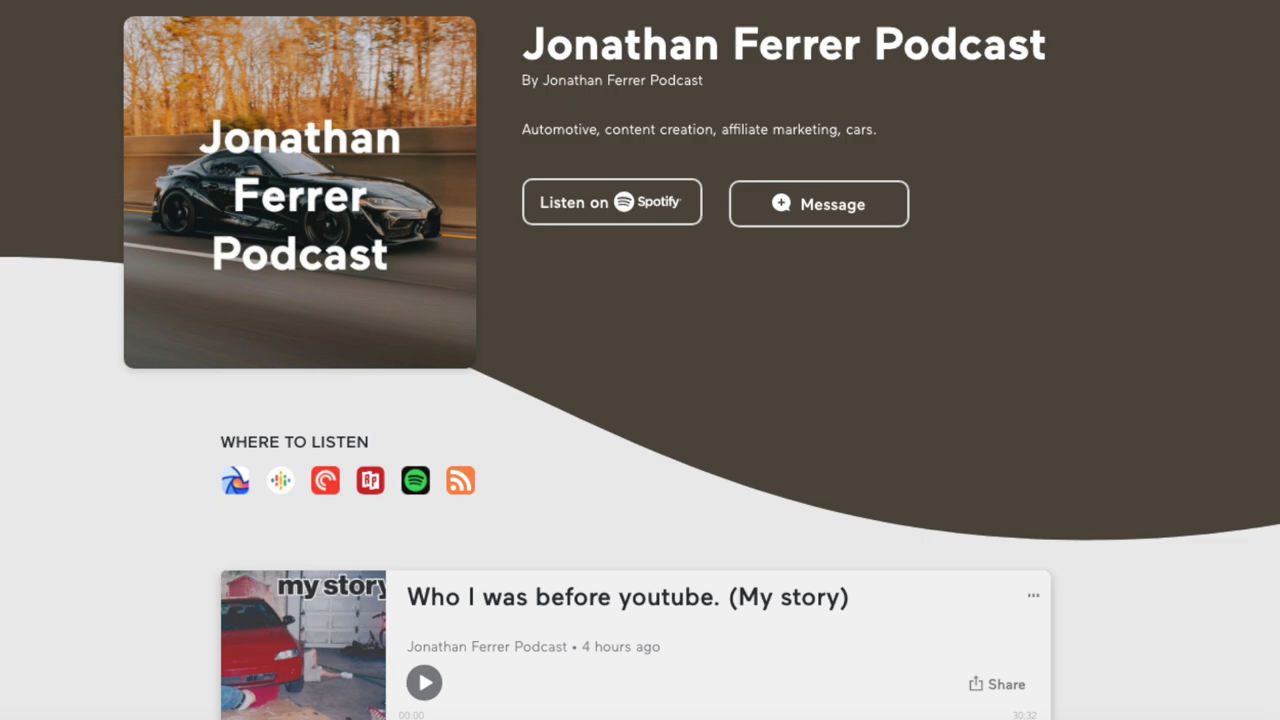 Jonathan
Ferrer
Podcast
Jonathan Ferrer Podcast
By Jonathan Ferrer Podcast
Automotive, content creation, affiliate marketing, cars.
Listen on Spotify
Message
WHERE TO LISTEN
BP
my story
Who I was before youtube. (My story)
...
Jonathan Ferrer Podcast • 4 hours ago
Share
00:00
30:32